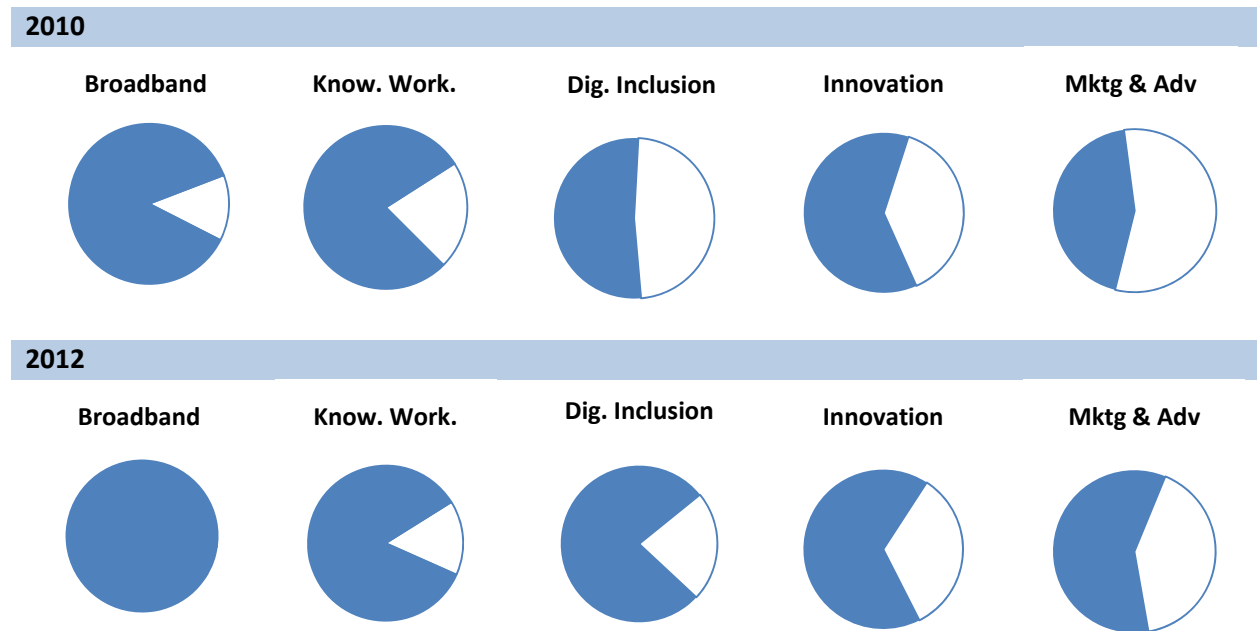 2010
Broadband Know. Work. Dig. Inclusion Innovation Mktg & Adv
2012
Broadband Know. Work. Dig. Inclusion Innovation Mktg & Adv